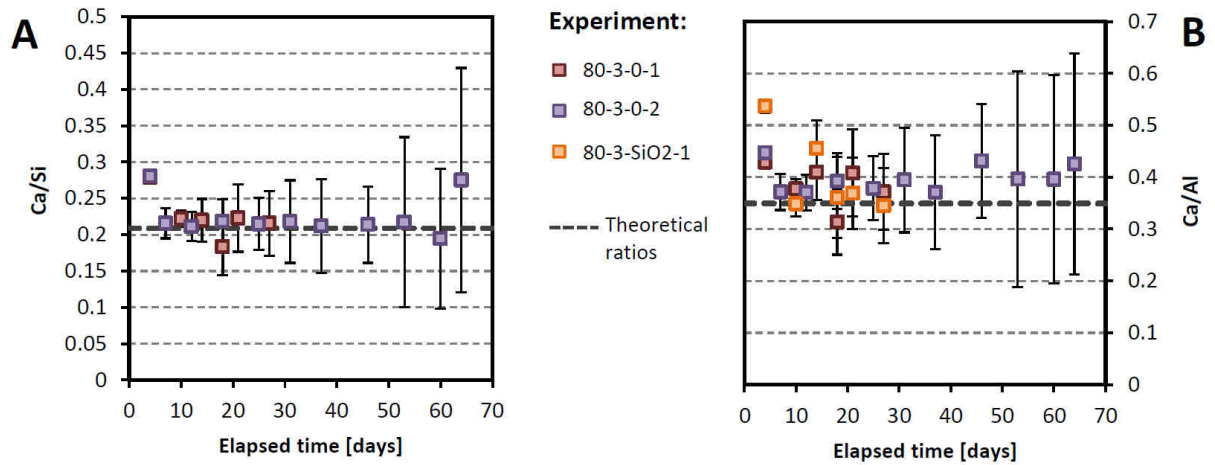 A
Ca/Si
0.5
0.45
0.4
0.35
0.3
0.25
0.2
0.15
0.1
0.05
0
0 10 20 30 40 50 60 70
Elapsed time [days]
Experiment:
80-3-0-1
80-3-0-2
80-3-SiO2-1
Theoretical
ratios
B
Ca/Al
0.7
0.6
0.5
0.4
0.3
0.2
0.1
0
0 10 20 30 40 50 60 70
Elapsed time [days]